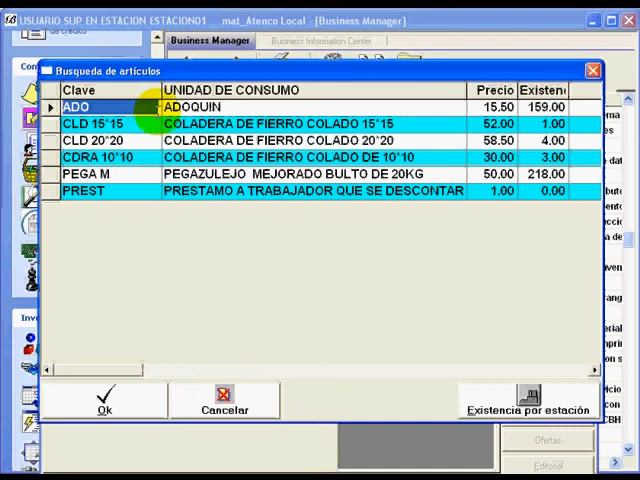 USUARIO SUP EN ESTACION ESTACION01    mat_Atenco Local - [Business Manager]
de crédito
Business Manager    Business Information Center
Busqueda de artículos
Clave    UNIDAD DE CONSUMO    Precio    Existen
ADO    ADOQUIN    15.50    159.00
CLD 15*15    COLADERA DE FIERRO COLADO 15*15    52.00    1.00
CLD 20*20    COLADERA DE FIERRO COLADO 20*20    58.50    4.00
CDRA 10*10    COLADERA DE FIERRO COLADO DE 10*10    30.00    3.00
PEGA M    PEGAZULEJO  MEJORADO BULTO DE 20KG    50.00    218.00
PREST    PRESTAMO A TRABAJADOR QUE SE DESCONTAR    1.00    0.00
Ok    Cancelar    Existencia por estación
Ofertas
Editorial